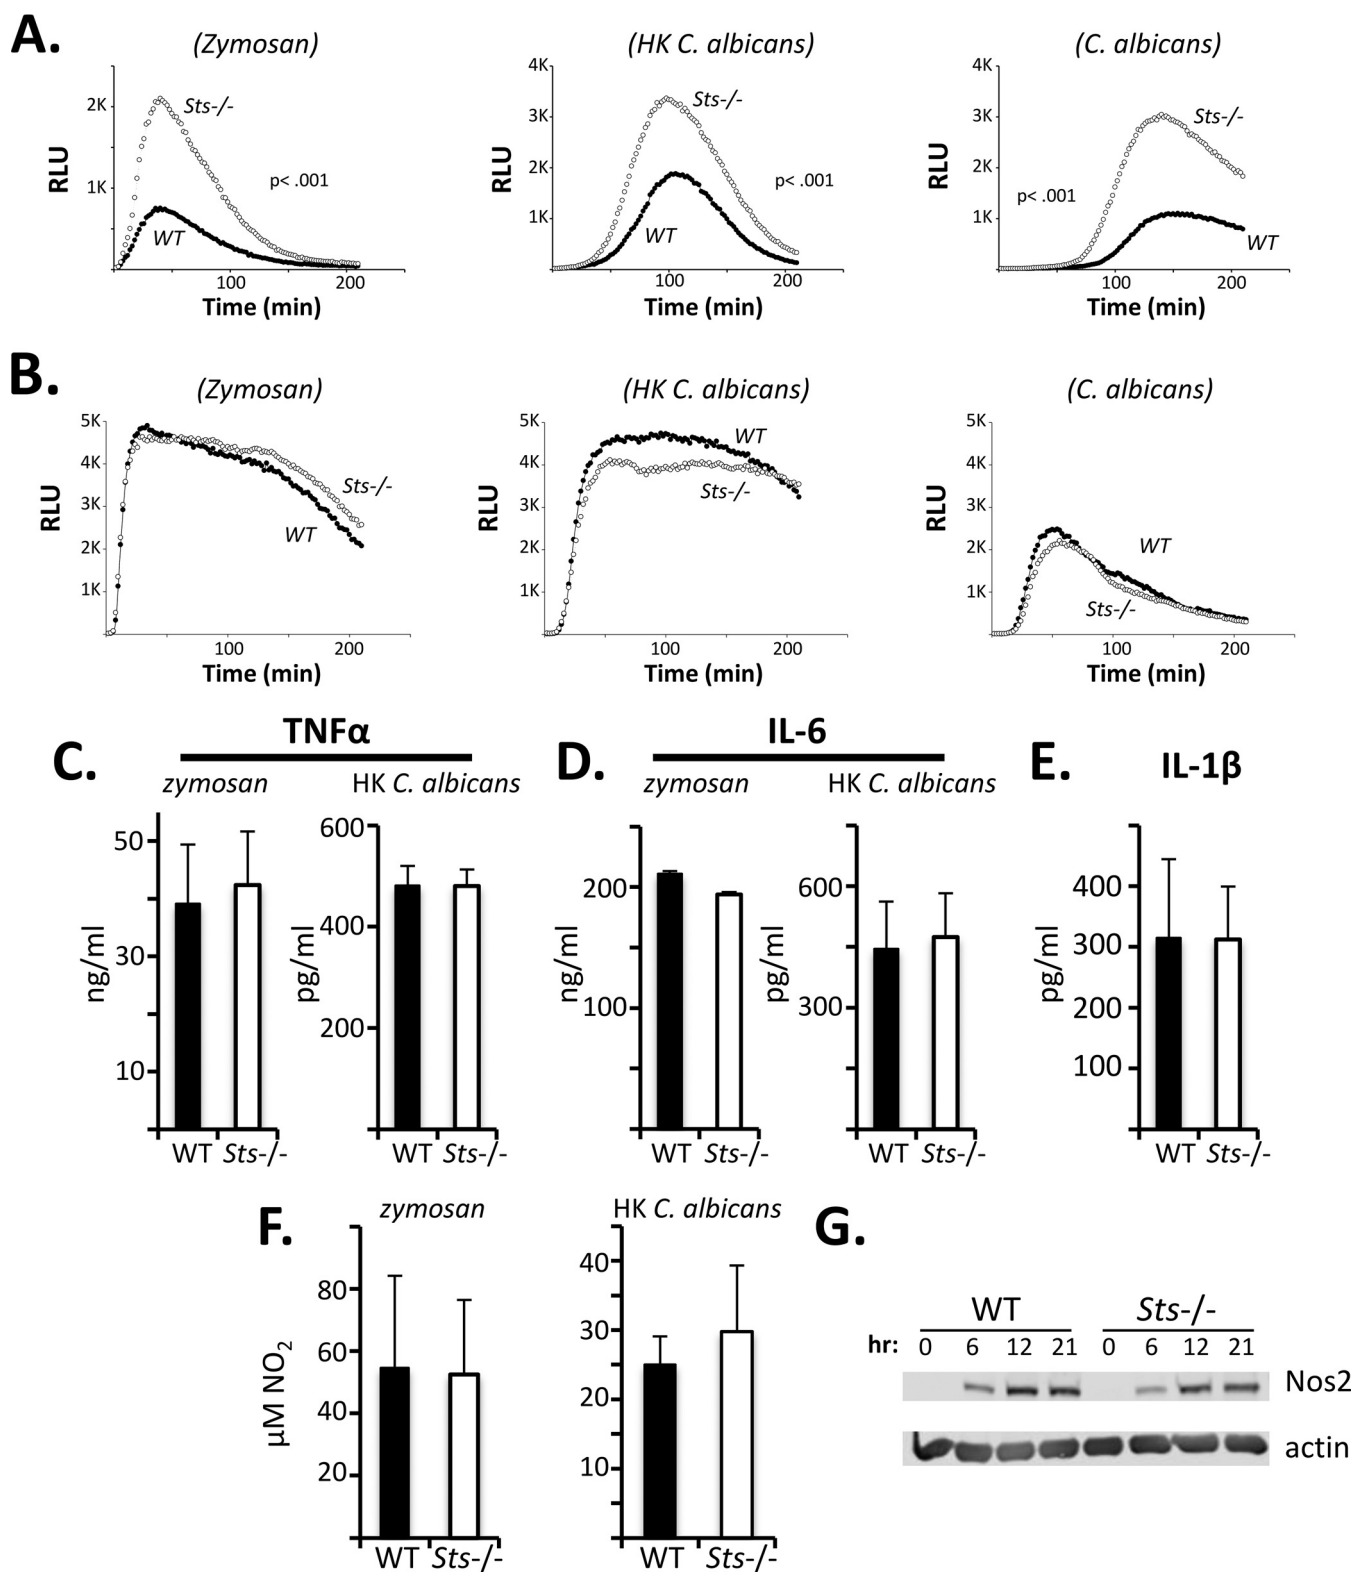 A.
(Zymosan)
(HK C. albicans)
(C. albicans)
RLU
2K
1K
Sts-/-
WT
p< .001
100
200
Time (min)
RLU
4K
3K
2K
1K
Sts-/-
WT
p< .001
100
200
Time (min)
RLU
4K
3K
2K
1K
Sts-/-
WT
p< .001
100
200
Time (min)
B.
(Zymosan)
(HK C. albicans)
(C. albicans)
RLU
5K
4K
3K
2K
1K
Sts-/-
WT
100
200
Time (min)
RLU
5K
4K
3K
2K
1K
WT
Sts-/-
100
200
Time (min)
RLU
5K
4K
3K
2K
1K
WT
Sts-/-
100
200
Time (min)
C.
TNFα
zymosan
ng/ml
50
30
10
WT Sts-/-
HK C. albicans
pg/ml
600
400
200
WT Sts-/-
D.
IL-6
zymosan
ng/ml
200
100
WT Sts-/-
HK C. albicans
pg/ml
600
300
WT Sts-/-
E.
IL-1β
pg/ml
400
300
200
100
WT Sts-/-
F.
zymosan
µM NO2
80
60
40
20
WT Sts-/-
HK C. albicans
40
30
20
10
WT Sts-/-
G.
WT Sts-/-
hr: 0 6 12 21 0 6 12 21
Nos2
actin